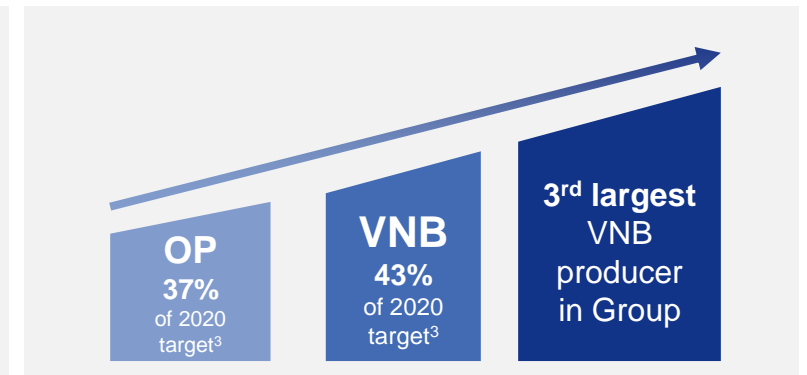 OP
37%
of 2020
target3
VNB
43%
of 2020
target3
3rd largest
VNB
producer
in Group